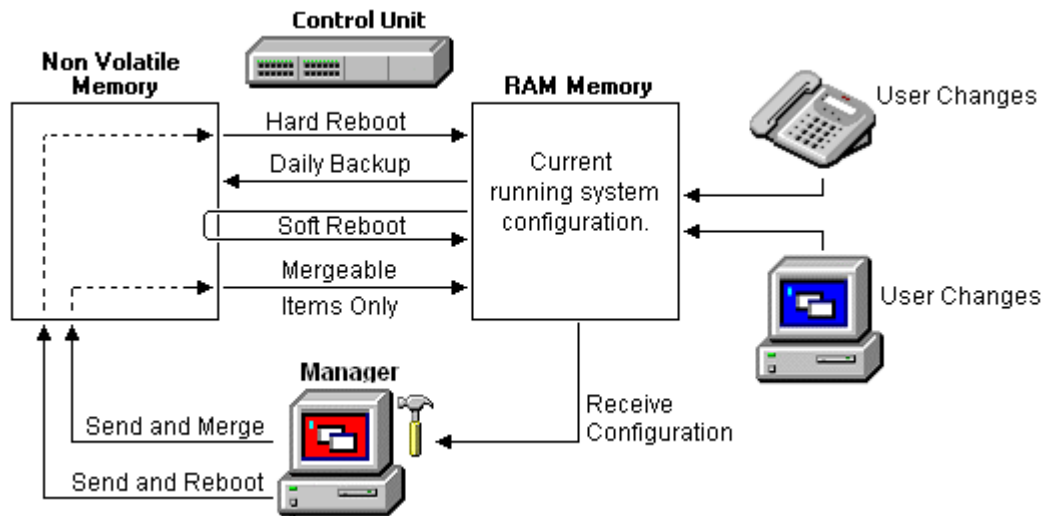 Control Unit
Non Volatile
Memory
RAM Memory
User Changes
Hard Reboot
Daily Backup
Current
running system
configuration.
Soft Reboot
Mergeable
Items Only
User Changes
Manager
Receive
Configuration
Send and Merge
Send and Reboot